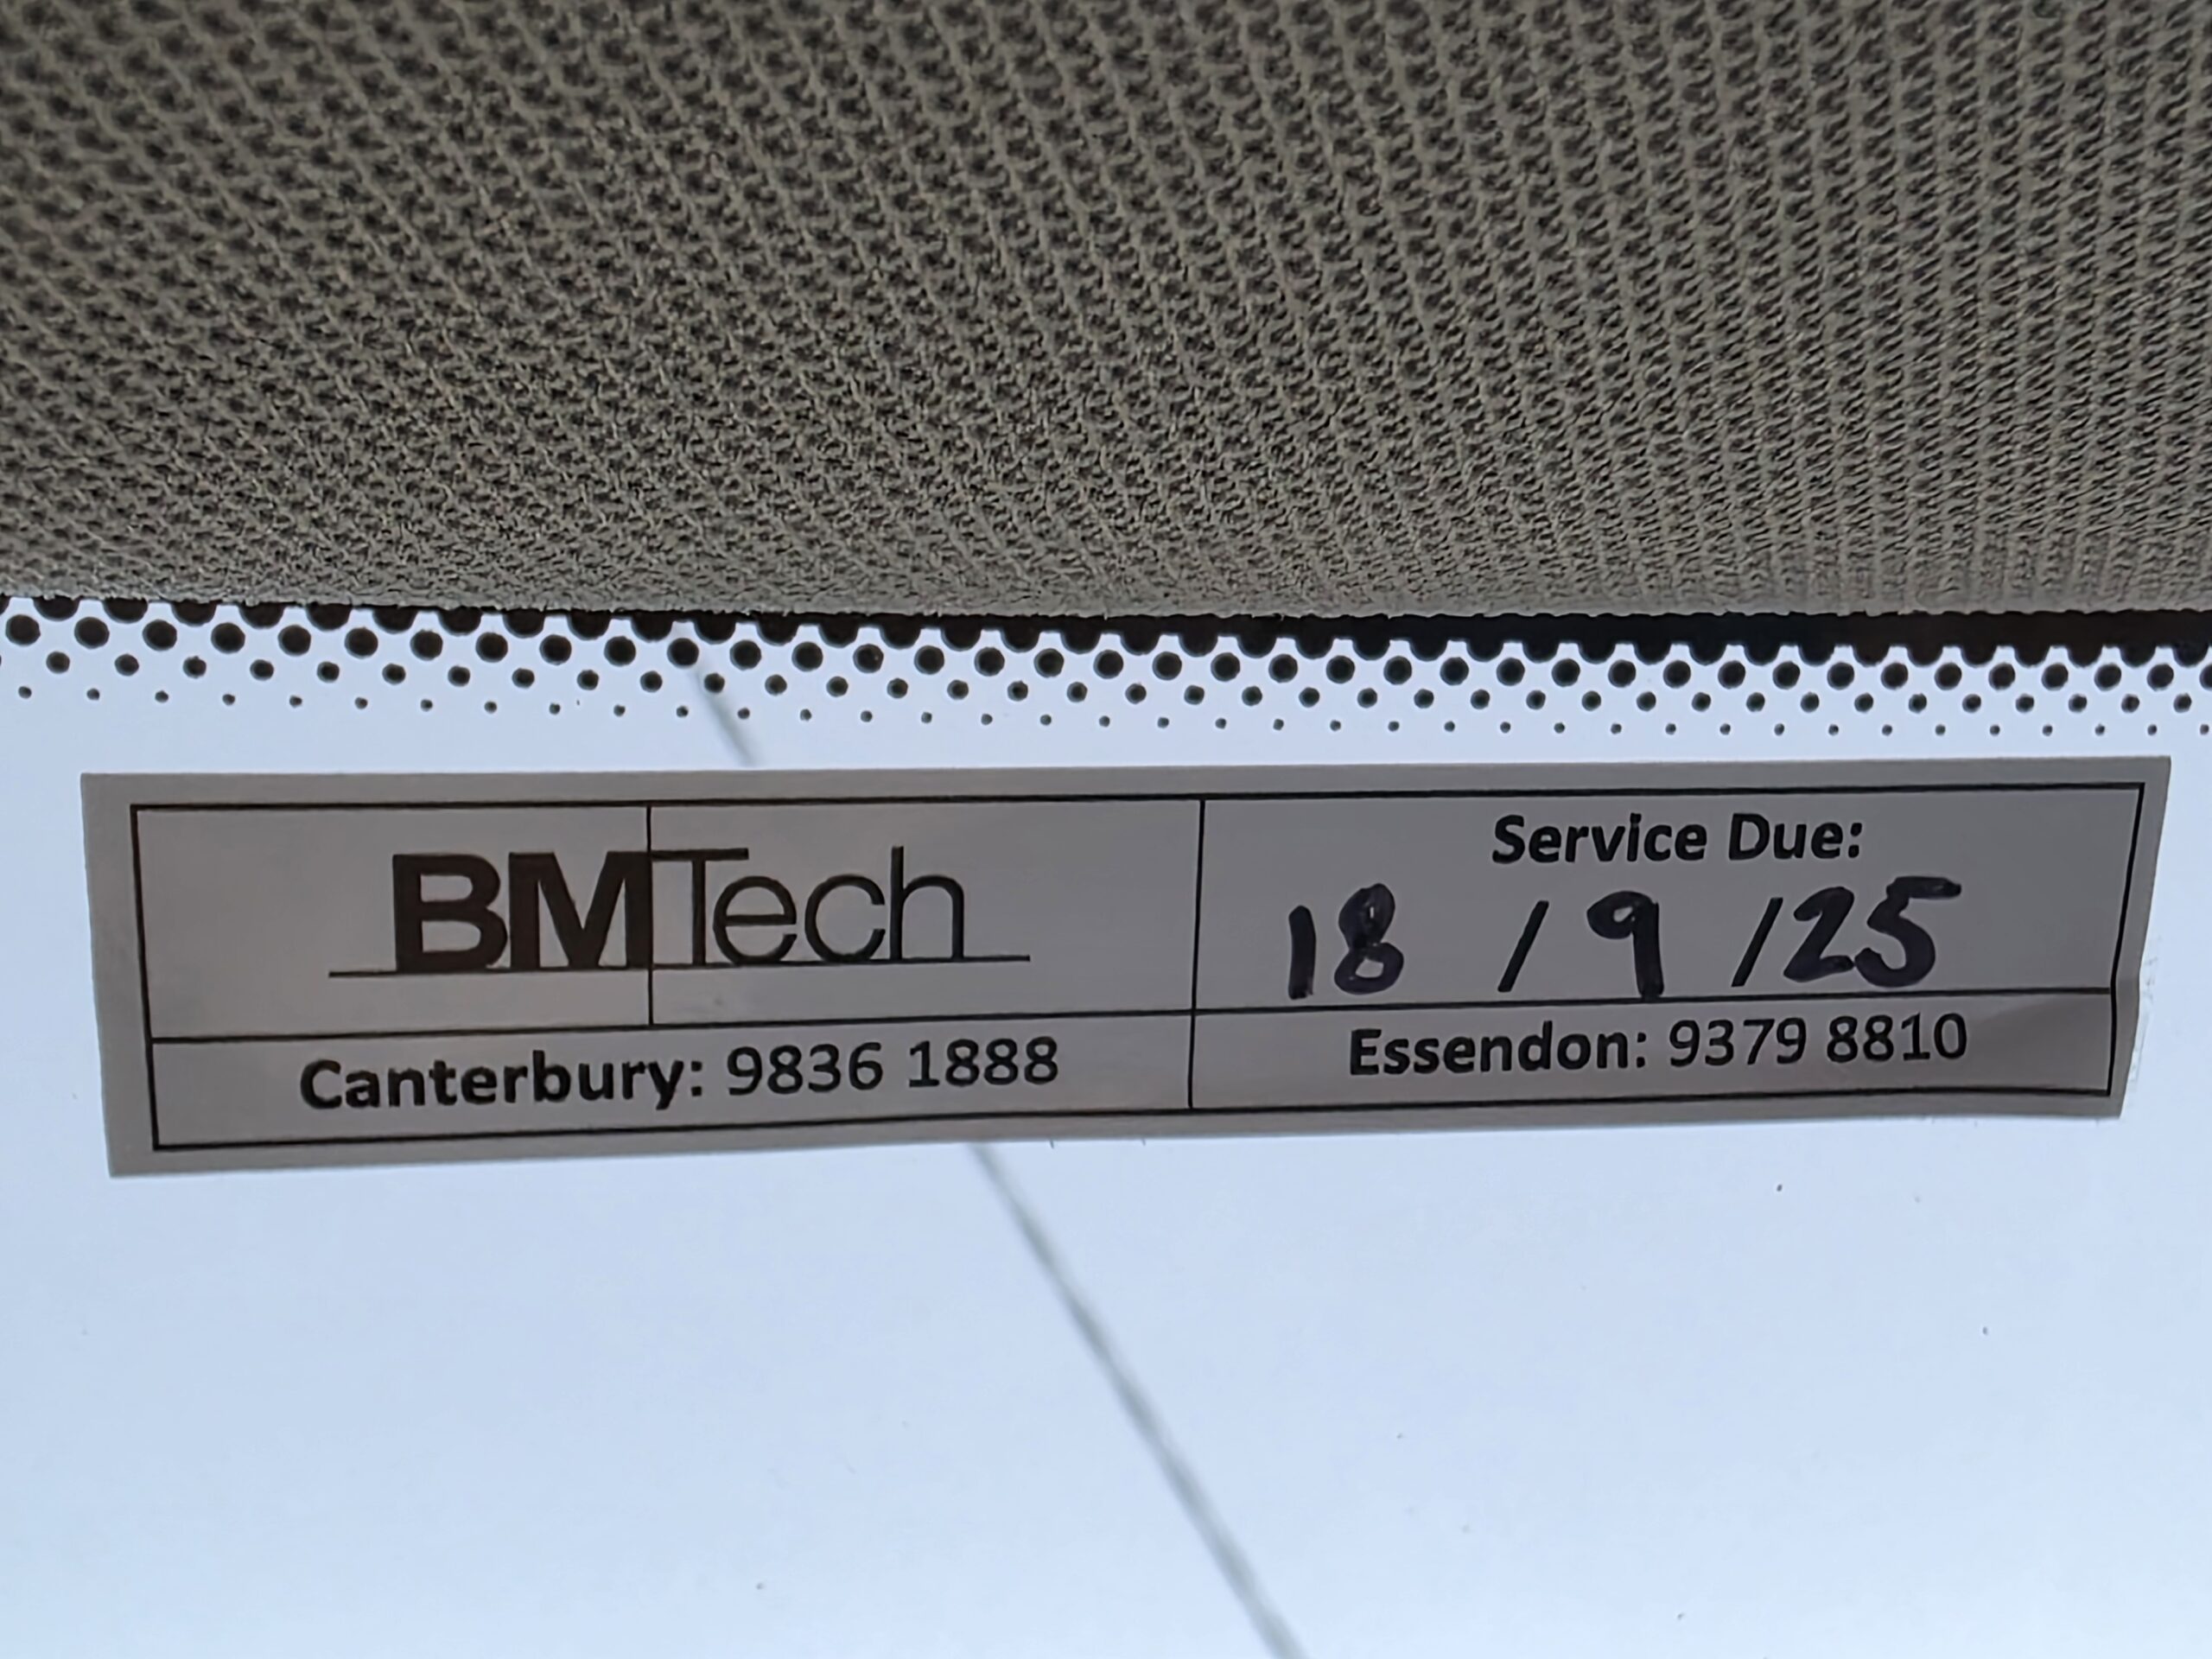 BMTech
Service Due:
18 / 9 / 25
Canterbury: 9836 1888
Essendon: 9379 8810